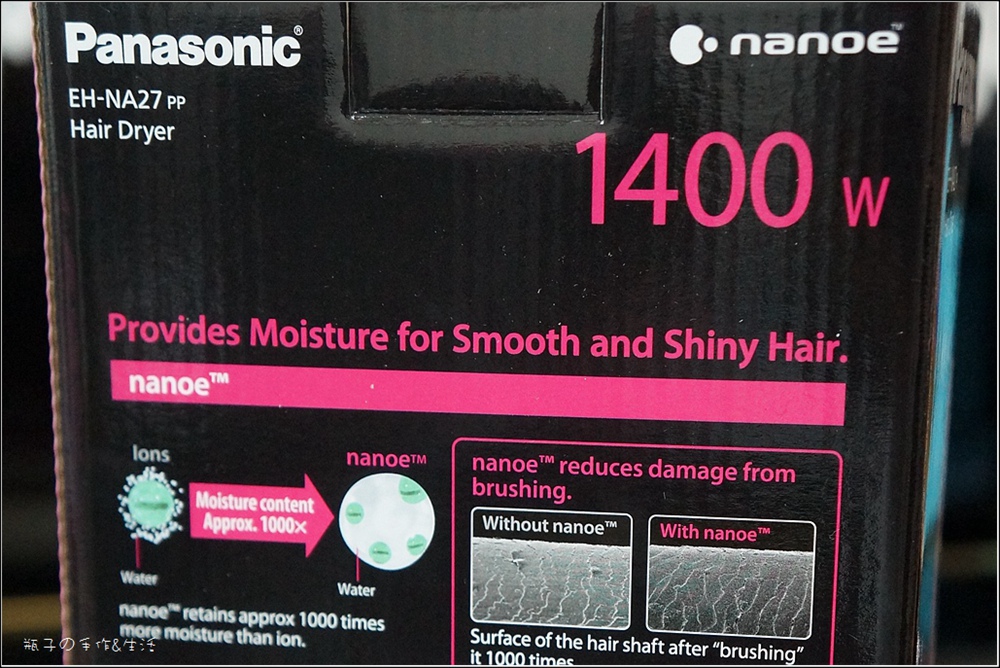 Panasonic®
nanoe™
EH-NA27 PP
Hair Dryer
1400 W
Provides Moisture for Smooth and Shiny Hair.
nanoe™
Ions
Moisture content
Approx. 1000×
nanoe™
Water
Water
nanoe™ retains approx 1000 times
more moisture than ion.
nanoe™ reduces damage from
brushing.
Without nanoe™
With nanoe™
Surface of the hair shaft after “brushing”
it 1000 times
瓶子の手作&生活